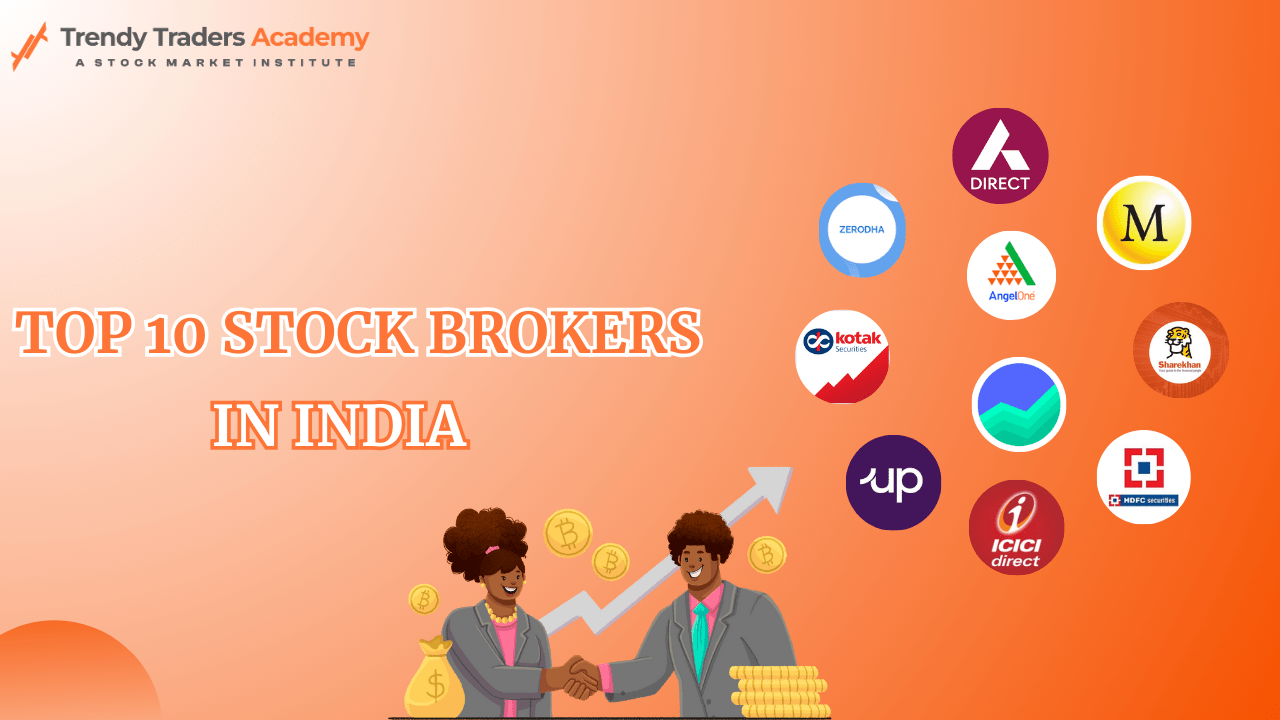 Trendy Traders Academy
A STOCK MARKET INSTITUTE
DIRECT
ZERODHA
M
AngelOne
TOP 10 STOCK BROKERS
kotak
Securities
Sharekhan
IN INDIA
up
HDFC securities
i
ICICI
direct
$